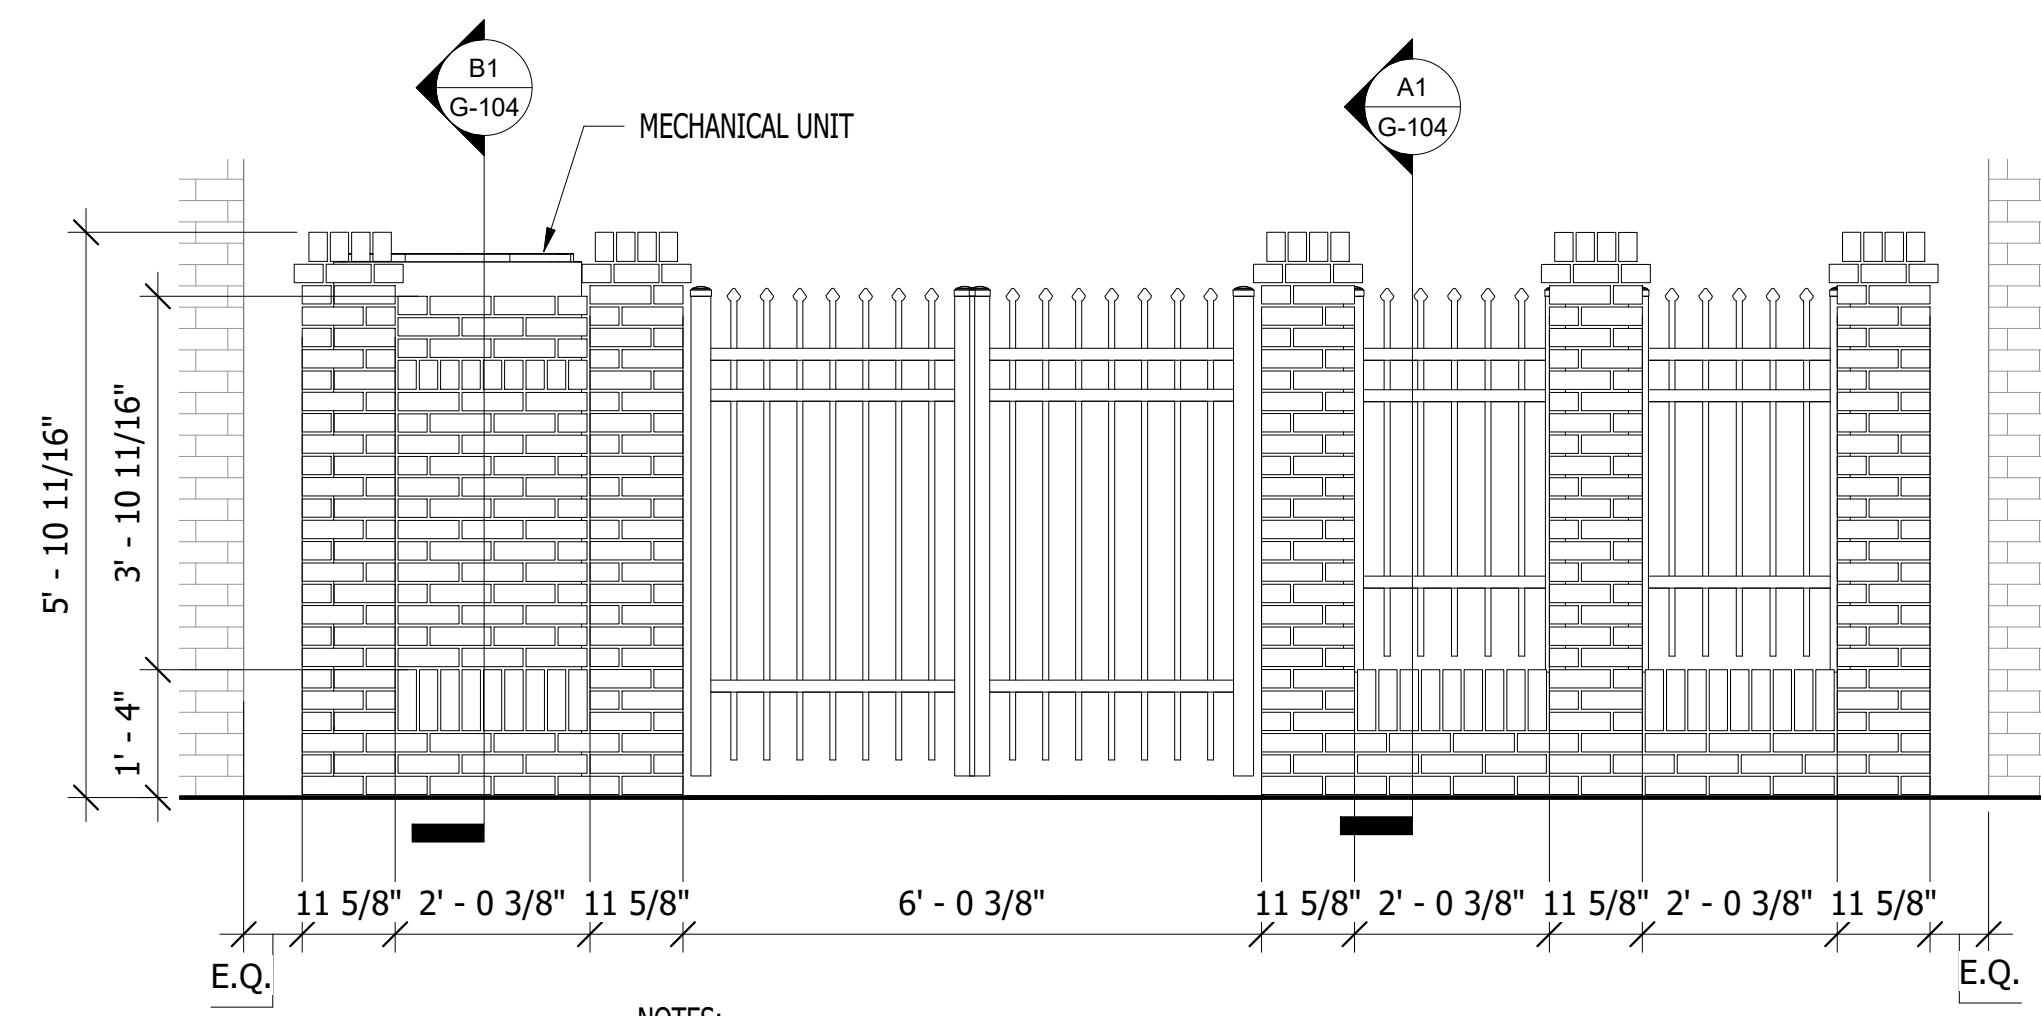 B1
G-104
MECHANICAL UNIT
A1
G-104
5' - 10 11/16"
3' - 10 11/16"
1' - 4"
11 5/8" 2' - 0 3/8" 11 5/8" 6' - 0 3/8" 11 5/8" 2' - 0 3/8" 11 5/8" 2' - 0 3/8" 11 5/8"
E.Q. E.Q.
NOTES: